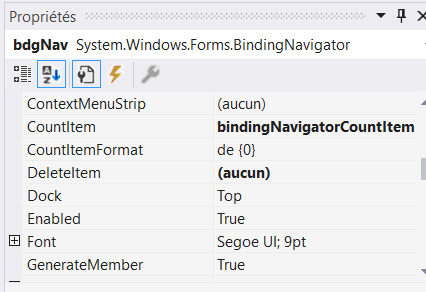 Propriétés
bdgNav System.Windows.Forms.BindingNavigator
ContextMenuStrip (aucun)
CountItem bindingNavigatorCountItem
CountItemFormat de {0}
DeleteItem (aucun)
Dock Top
Enabled True
Font Segoe UI; 9pt
GenerateMember True